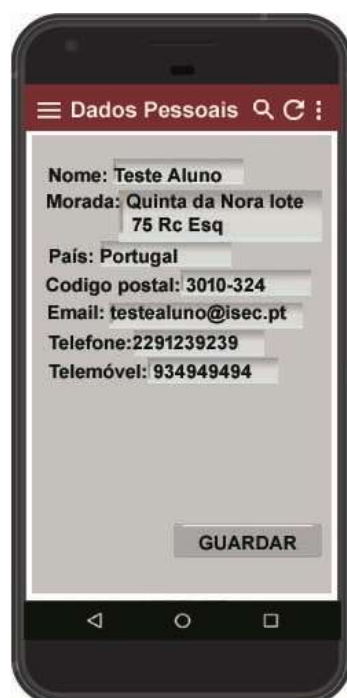 Dados Pessoais
Nome: Teste Aluno
Morada: Quinta da Nora lote
75 Rc Esq
País: Portugal
Codigo postal: 3010-324
Email: testealuno@isec.pt
Telefone:2291239239
Telemóvel: 934949494
GUARDAR